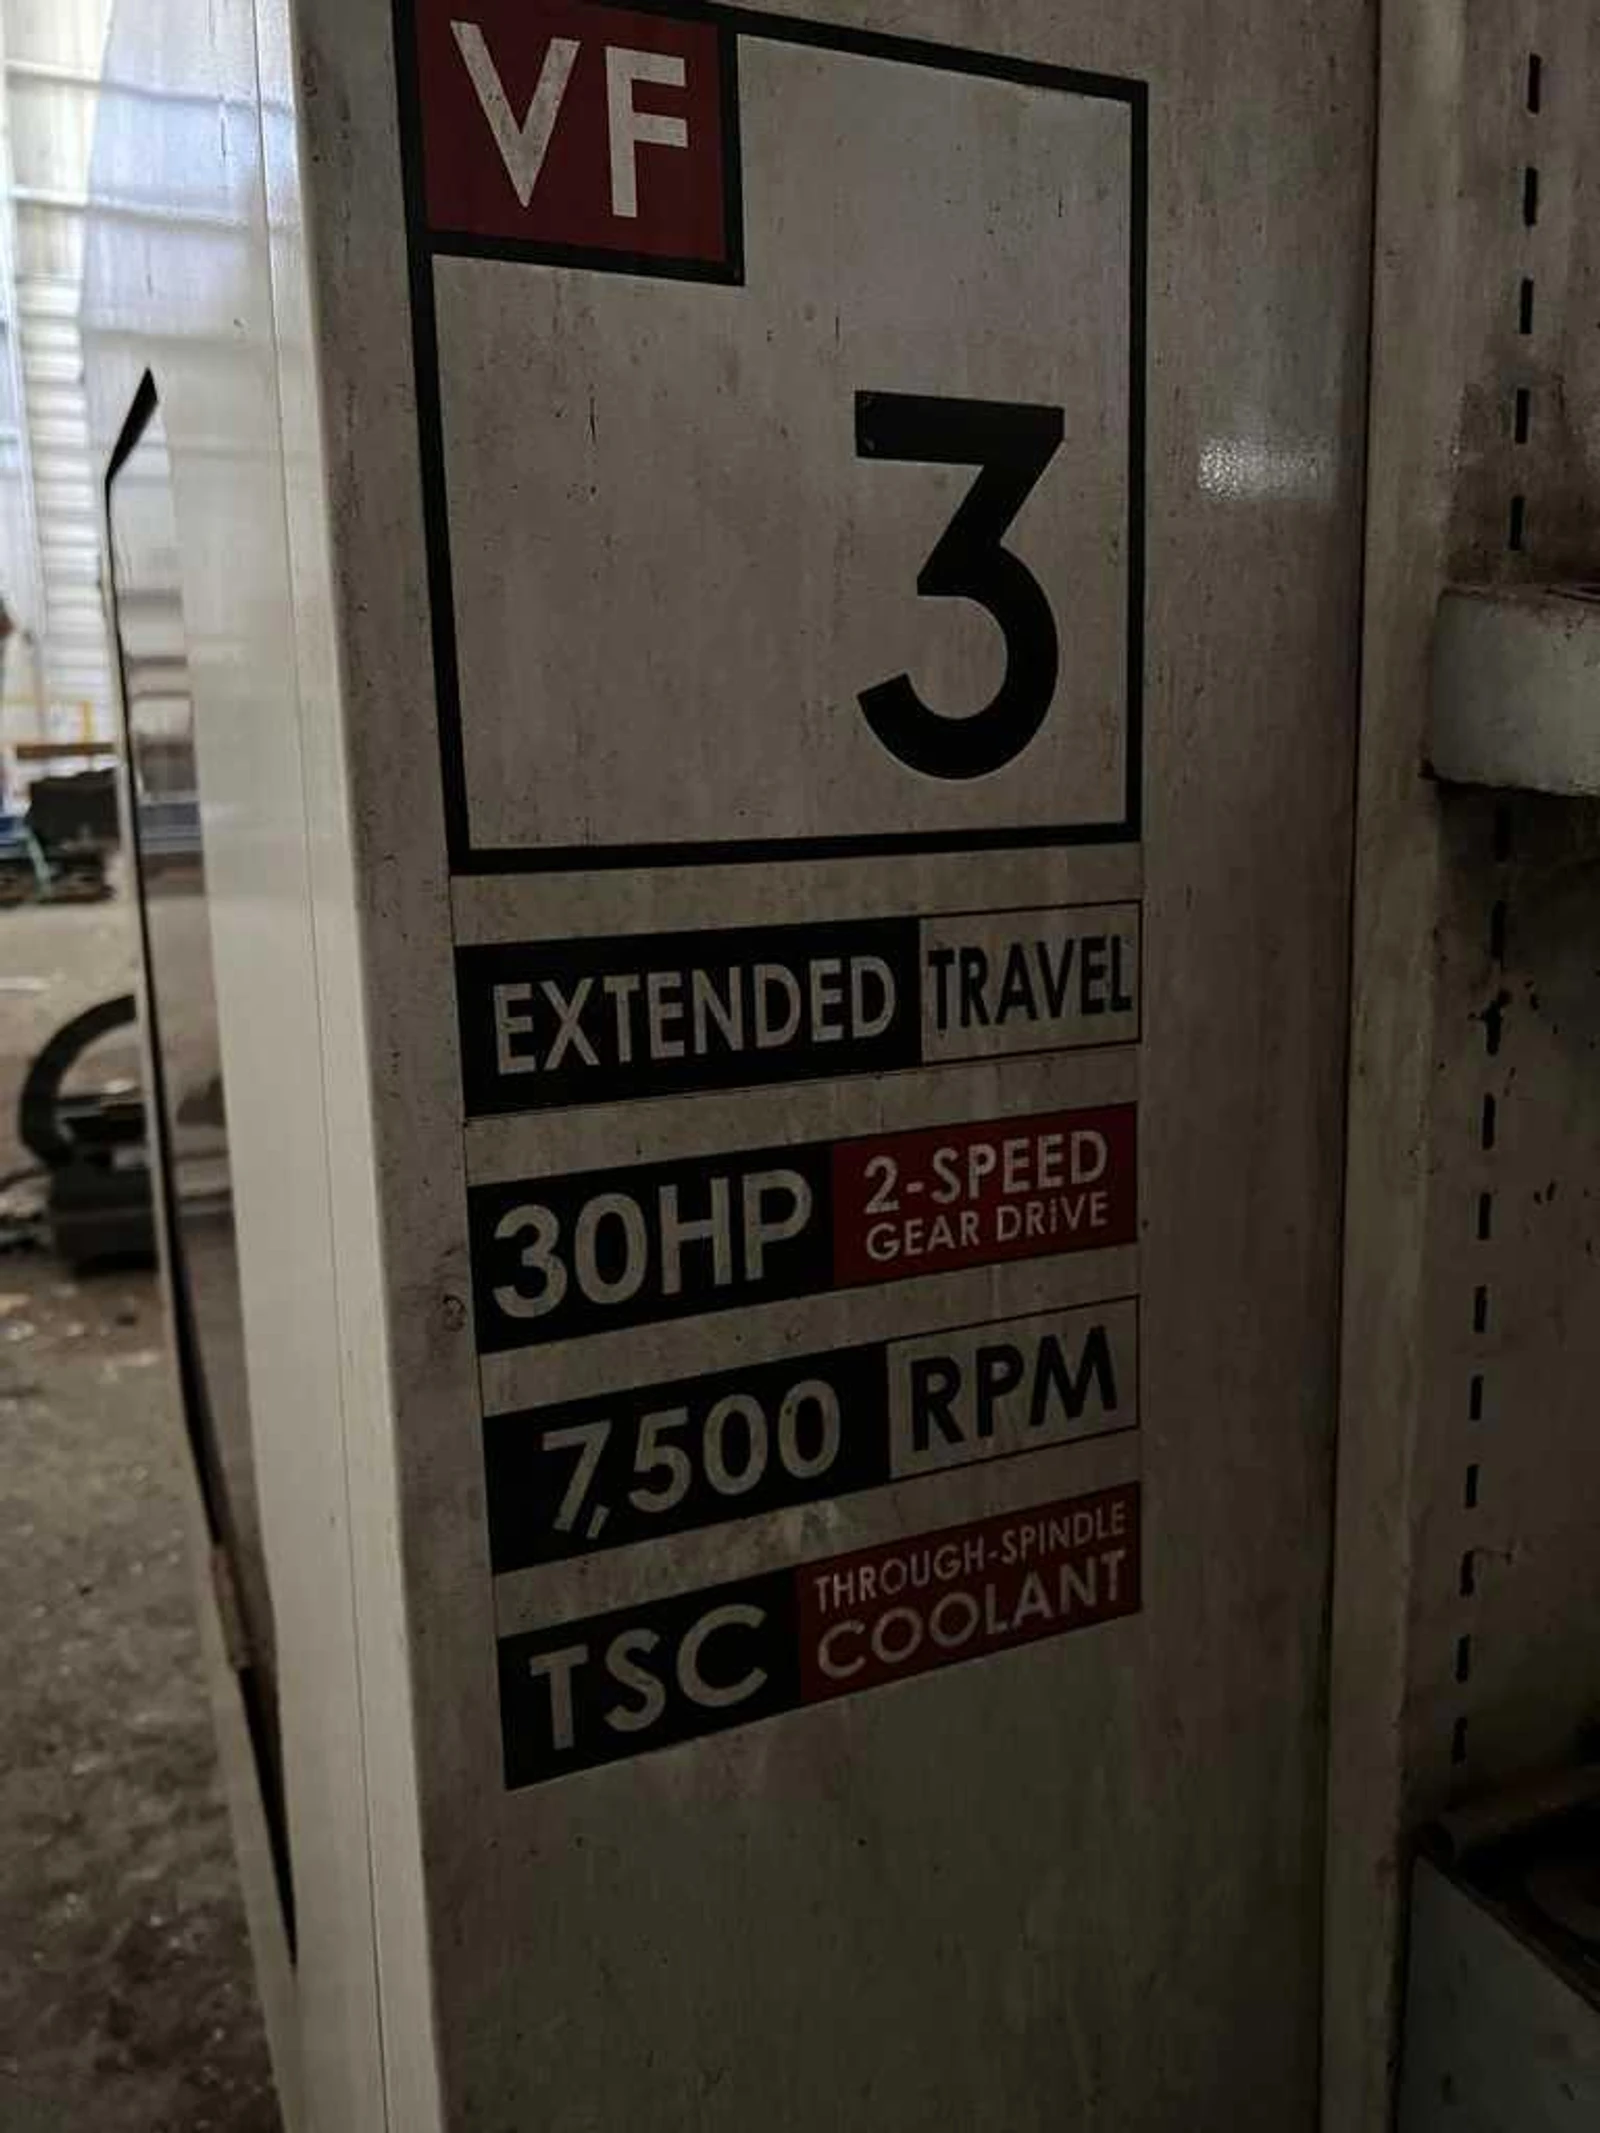 VF
3
EXTENDED TRAVEL
30HP 2-SPEED
GEAR DRIVE
7,500 RPM
TSC THROUGH-SPINDLE
COOLANT